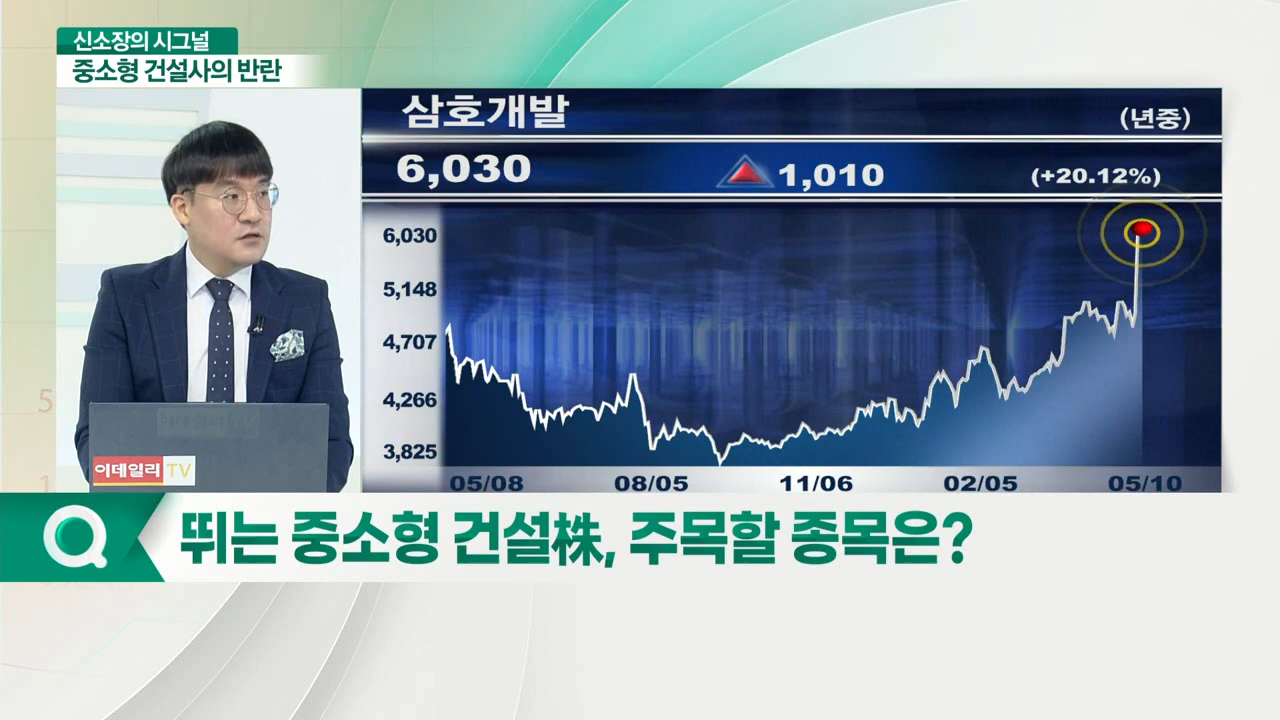 신소장의 시그널
중소형 건설사의 반란
삼호개발
(년중)
6,030
1,010
(+20.12%)
6,030
5,148
4,707
4,266
3,825
05/08
08/05
11/06
02/05
05/10
이데일리 TV
뛰는 중소형 건설株, 주목할 종목은?